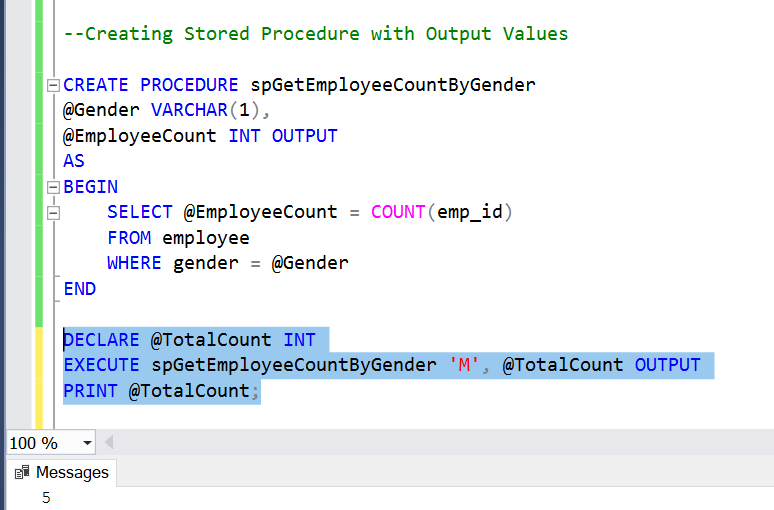 --Creating Stored Procedure with Output Values
CREATE PROCEDURE spGetEmployeeCountByGender
@Gender VARCHAR(1),
@EmployeeCount INT OUTPUT
AS
BEGIN
SELECT @EmployeeCount = COUNT(emp_id)
FROM employee
WHERE gender = @Gender
END
DECLARE @TotalCount INT
EXECUTE spGetEmployeeCountByGender 'M', @TotalCount OUTPUT
PRINT @TotalCount;
100 %
Messages
5